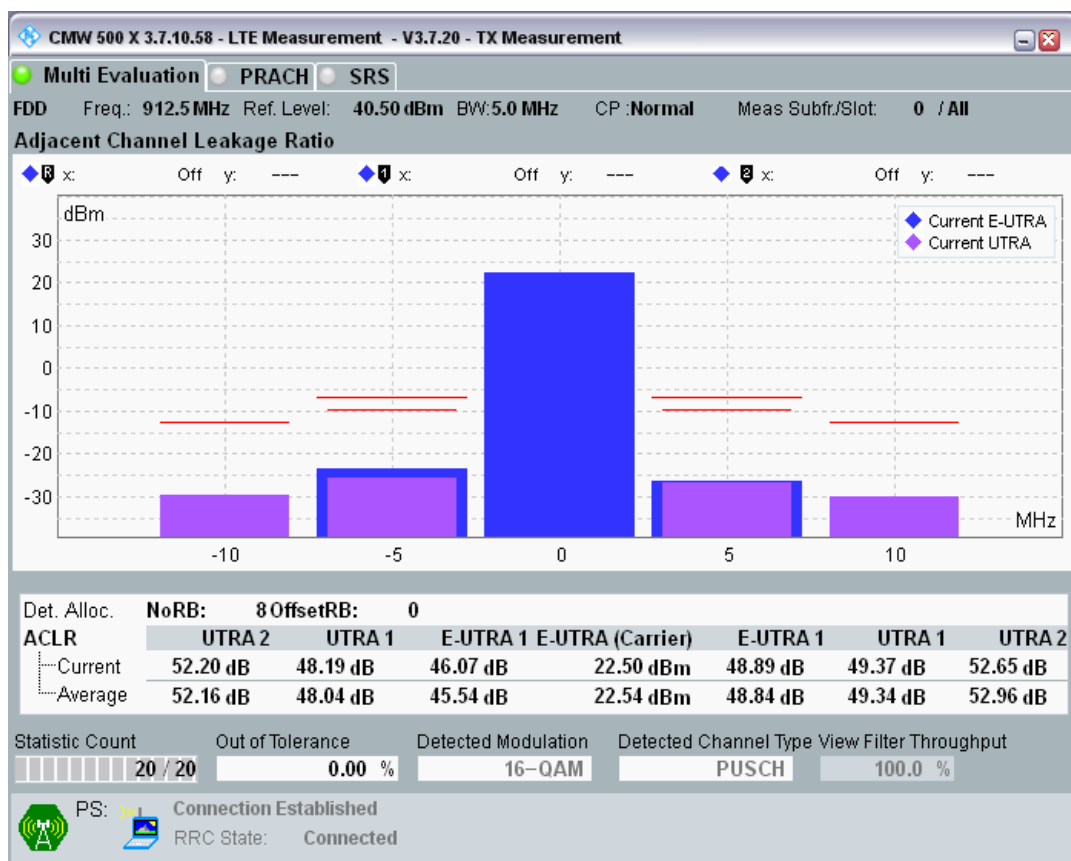 CMW 500 X 3.7.10.58 - LTE Measurement - V3.7.20 - TX Measurement
Multi Evaluation PRACH SRS
FDD Freq.: 912.5 MHz Ref. Level: 40.50 dBm BW:5.0 MHz CP :Normal Meas Subfr./Slot: 0 / All
Adjacent Channel Leakage Ratio
R x: Off y: --- 1 x: Off y: --- 2 x: Off y: ---
dBm
Current E-UTRA
Current UTRA
30
20
10
0
-10
-20
-30
MHz
-10 -5 0 5 10
Det. Alloc. NoRB: 8 OffsetRB: 0
ACLR UTRA 2 UTRA 1 E-UTRA 1 E-UTRA (Carrier) E-UTRA 1 UTRA 1 UTRA 2
Current 52.20 dB 48.19 dB 46.07 dB 22.50 dBm 48.89 dB 49.37 dB 52.65 dB
Average 52.16 dB 48.04 dB 45.54 dB 22.54 dBm 48.84 dB 49.34 dB 52.96 dB
Statistic Count Out of Tolerance Detected Modulation Detected Channel Type View Filter Throughput
20 / 20 0.00 % 16-QAM PUSCH 100.0 %
PS: Connection Established
RRC State: Connected